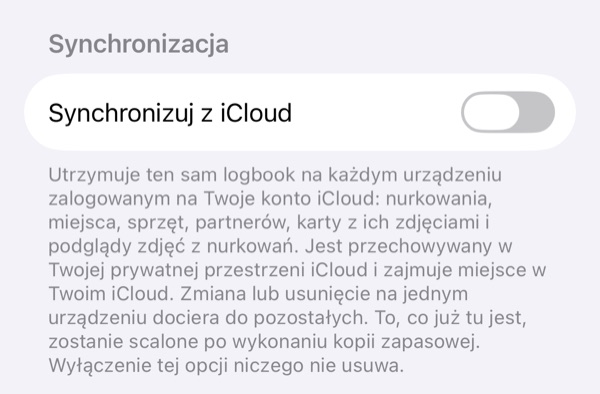 Synchronizacja
Synchronizuj z iCloud
Utrzymuje ten sam logbook na każdym urządzeniu
zalogowanym na Twoje konto iCloud: nurkowania,
miejsca, sprzęt, partnerów, karty z ich zdjęciami i
podglądy zdjęć z nurkowań. Jest przechowywany w
Twojej prywatnej przestrzeni iCloud i zajmuje miejsce w
Twoim iCloud. Zmiana lub usunięcie na jednym
urządzeniu dociera do pozostałych. To, co już tu jest,
zostanie scalone po wykonaniu kopii zapasowej.
Wyłączenie tej opcji niczego nie usuwa.